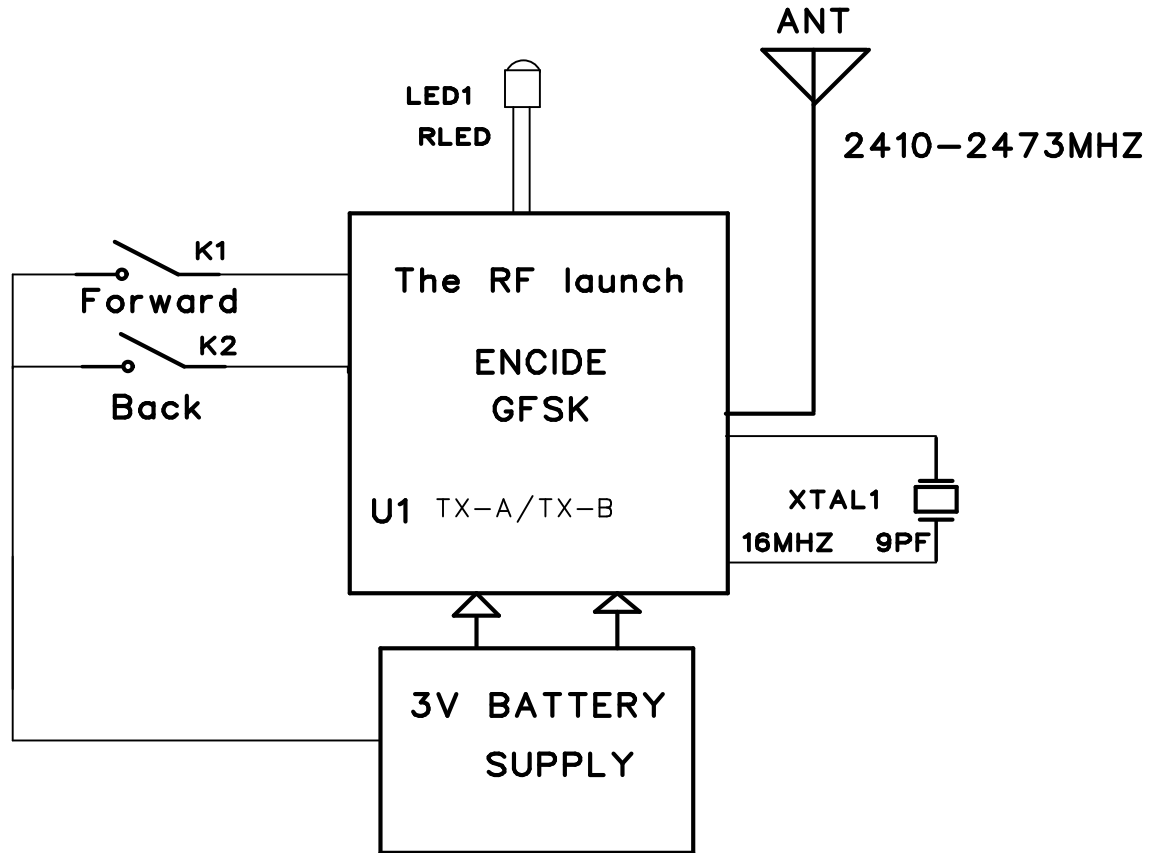 ANT
LED1
RLED
2410-2473MHZ
K1
Forward
K2
Back
The RF launch
ENCIDE
GFSK
U1 TX-A/TX-B
XTAL1
16MHZ 9PF
3V BATTERY
SUPPLY